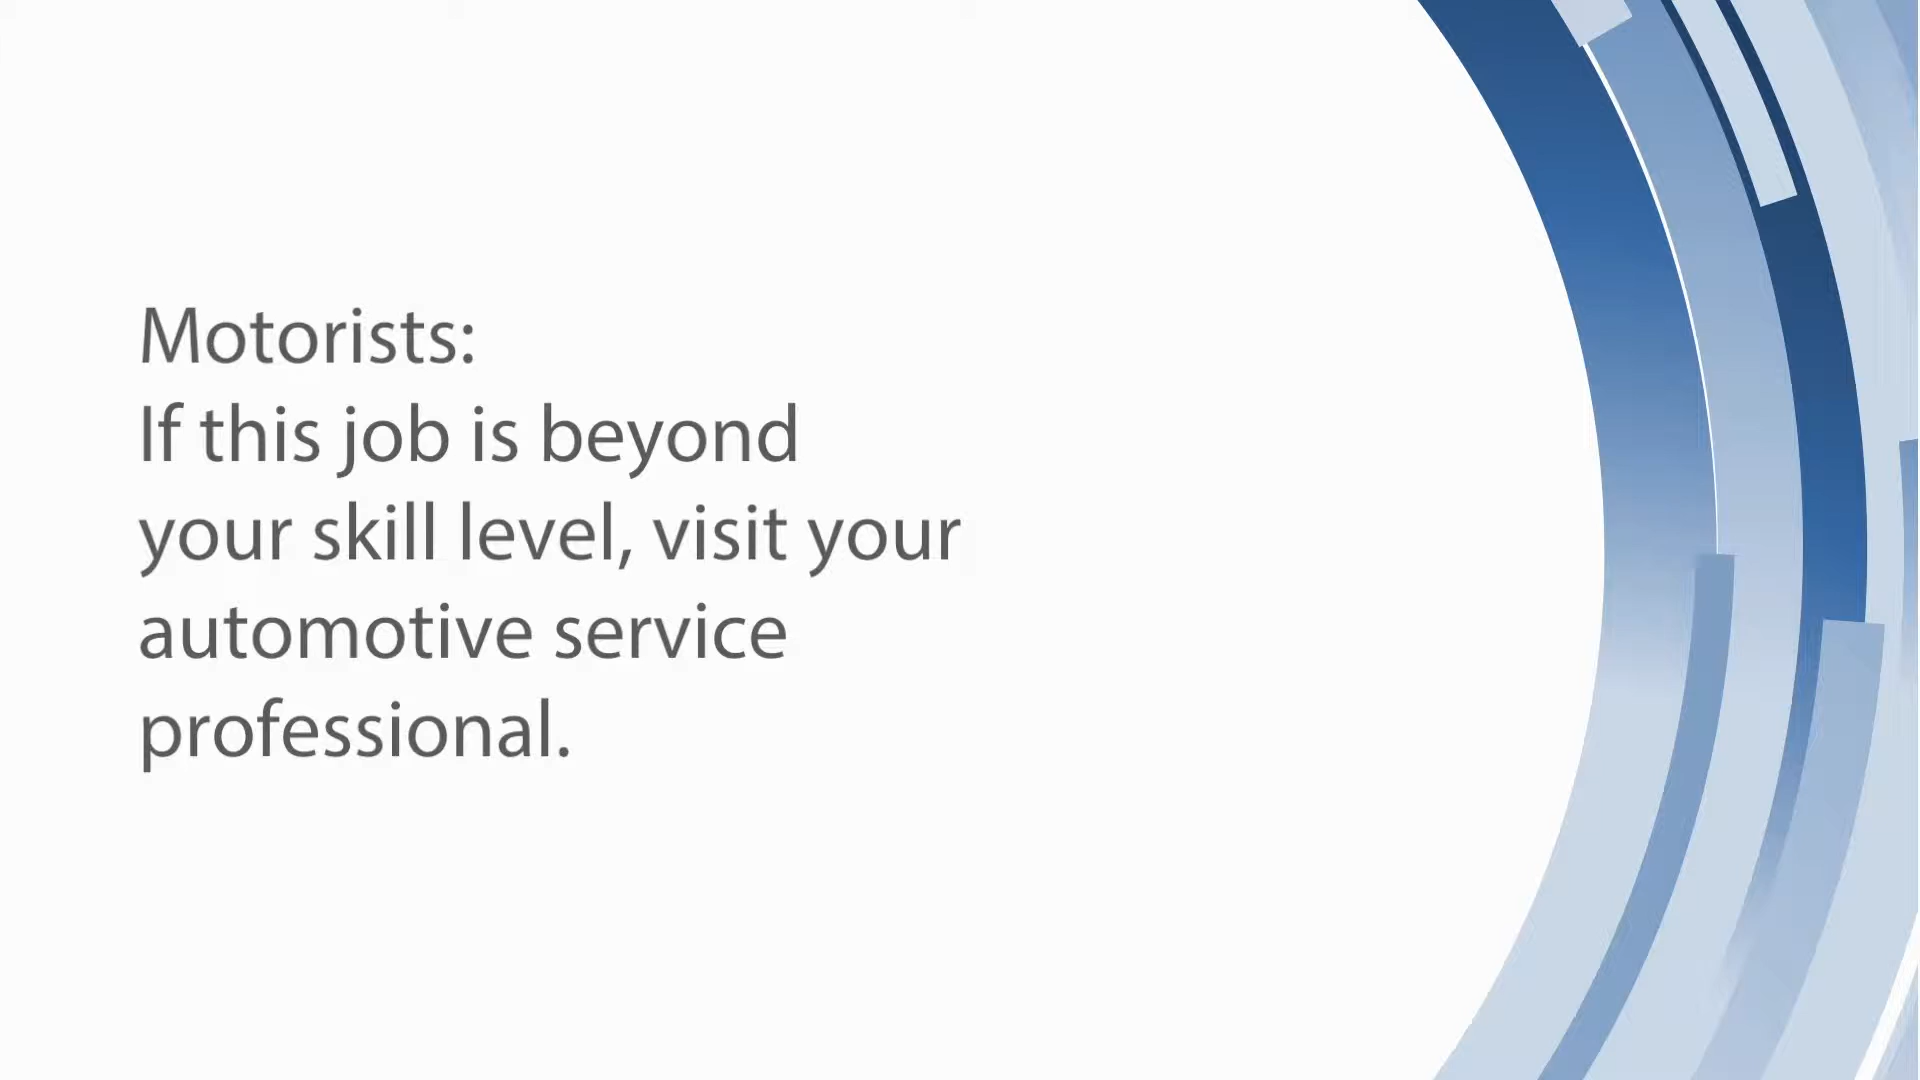 Motorists:
If this job is beyond
your skill level, visit your
automotive service
professional.